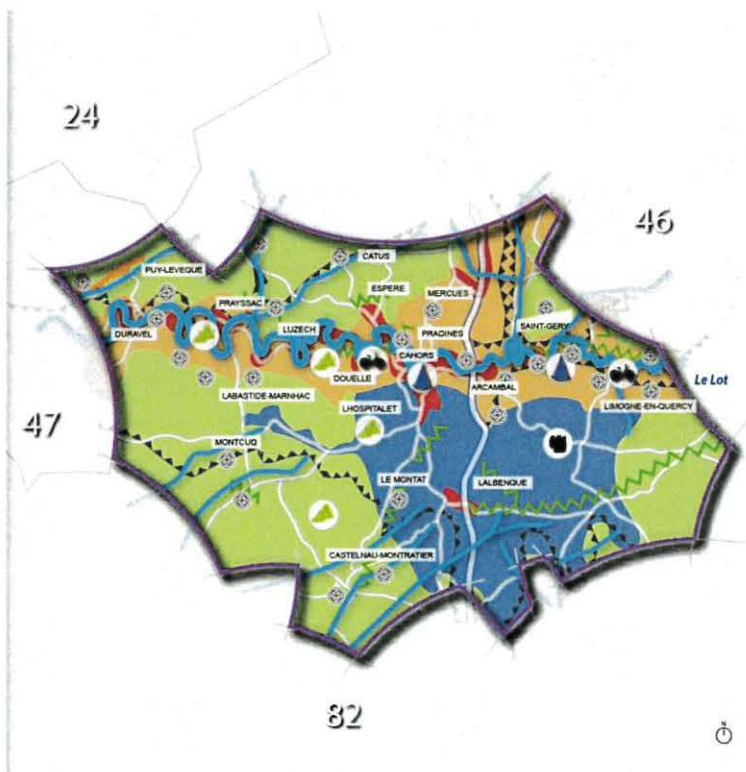 24
46
CATUS
PUY-LEVEQUE
ESPERE
MERCUES
PRAYSSAC
SAINT-GERY
DURAVEL
LUZECH
PRADINES
CAHORS
Le Lot
DOUELLE
ARCAMBAL
LABASTIDE-MARNHAC
LIMOGNE-EN-QUERCY
LHOSPITALET
47
MONTCUQ
LE MONTAT
LALBENQUE
CASTELNAU-MONTRATIER
82
N